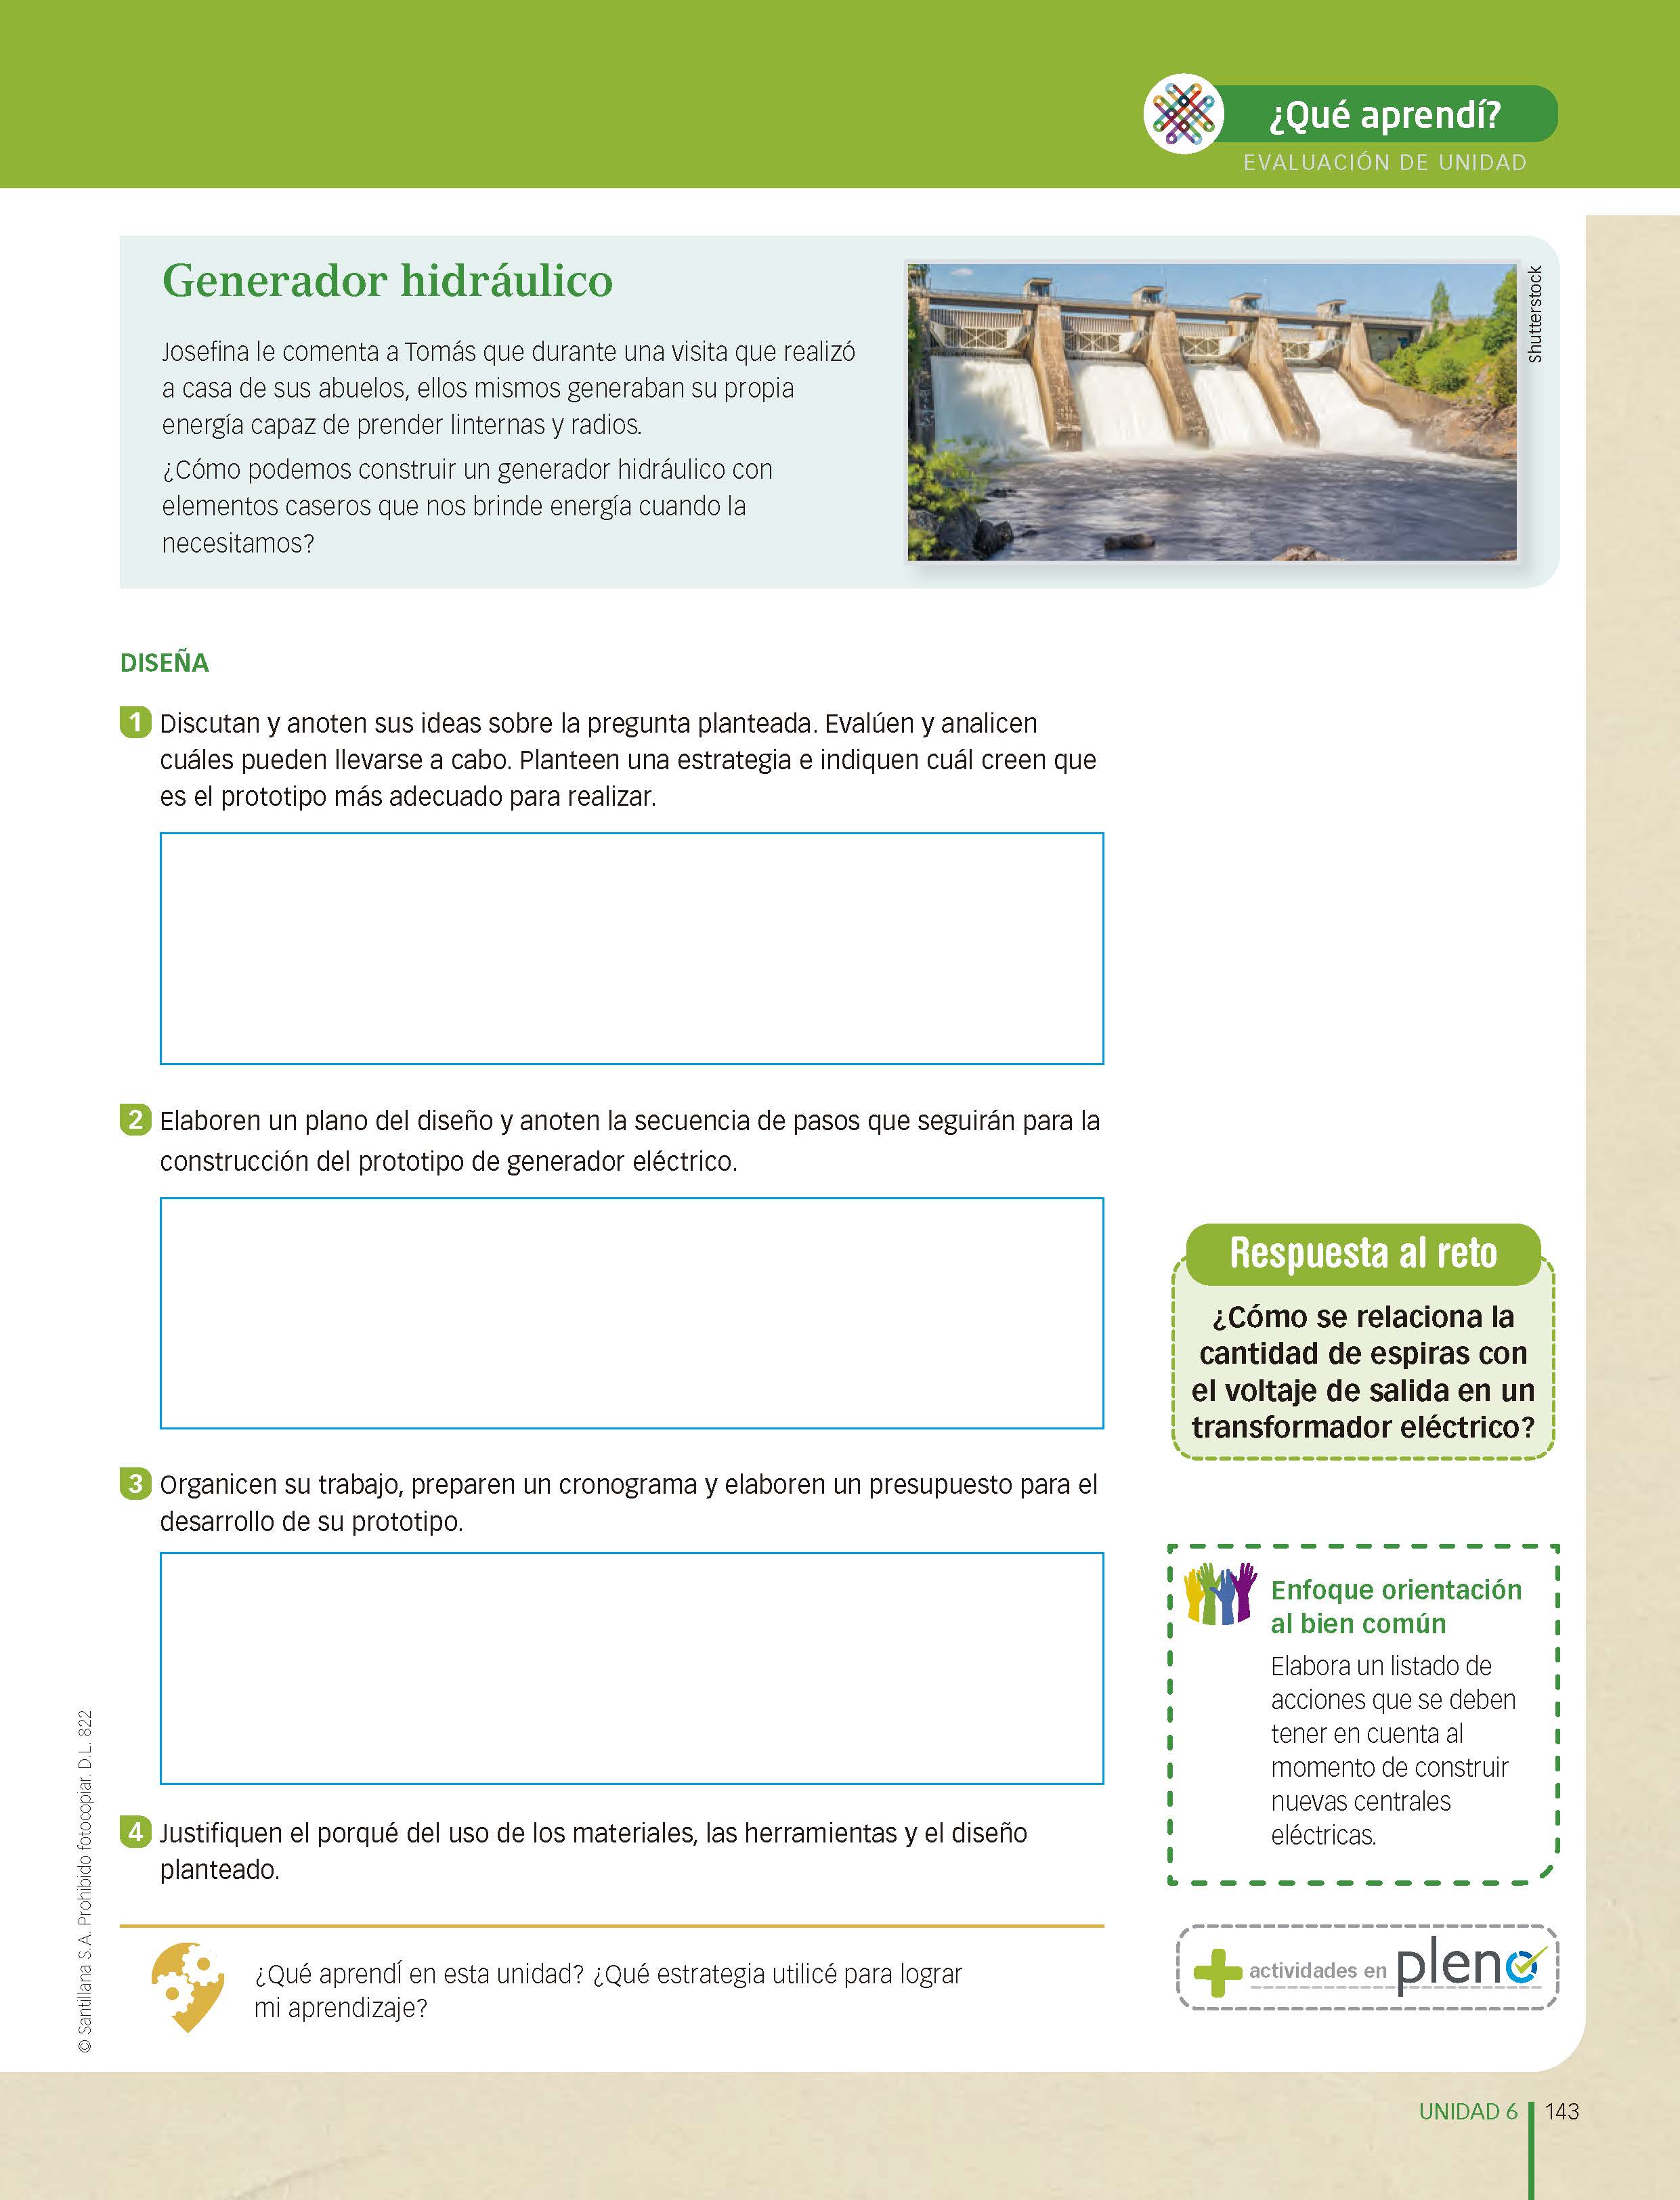 ¿Qué aprendí?
EVALUACIÓN DE UNIDAD
Generador hidráulico
Josefina le comenta a Tomás que durante una visita que realizó
a casa de sus abuelos, ellos mismos generaban su propia
energía capaz de prender linternas y radios.
¿Cómo podemos construir un generador hidráulico con
elementos caseros que nos brinde energía cuando la
necesitamos?
Shutterstock
DISEÑA
1 Discutan y anoten sus ideas sobre la pregunta planteada. Evalúen y analicen
cuáles pueden llevarse a cabo. Planteen una estrategia e indiquen cuál creen que
es el prototipo más adecuado para realizar.
2 Elaboren un plano del diseño y anoten la secuencia de pasos que seguirán para la
construcción del prototipo de generador eléctrico.
3 Organicen su trabajo, preparen un cronograma y elaboren un presupuesto para el
desarrollo de su prototipo.
4 Justifiquen el porqué del uso de los materiales, las herramientas y el diseño
planteado.
¿Qué aprendí en esta unidad? ¿Qué estrategia utilicé para lograr
mi aprendizaje?
Respuesta al reto
¿Cómo se relaciona la
cantidad de espiras con
el voltaje de salida en un
transformador eléctrico?
Enfoque orientación
al bien común
Elabora un listado de
acciones que se deben
tener en cuenta al
momento de construir
nuevas centrales
eléctricas.
actividades en pleno
© Santillana S.A. Prohibido fotocopiar. D.L. 822
UNIDAD 6 143